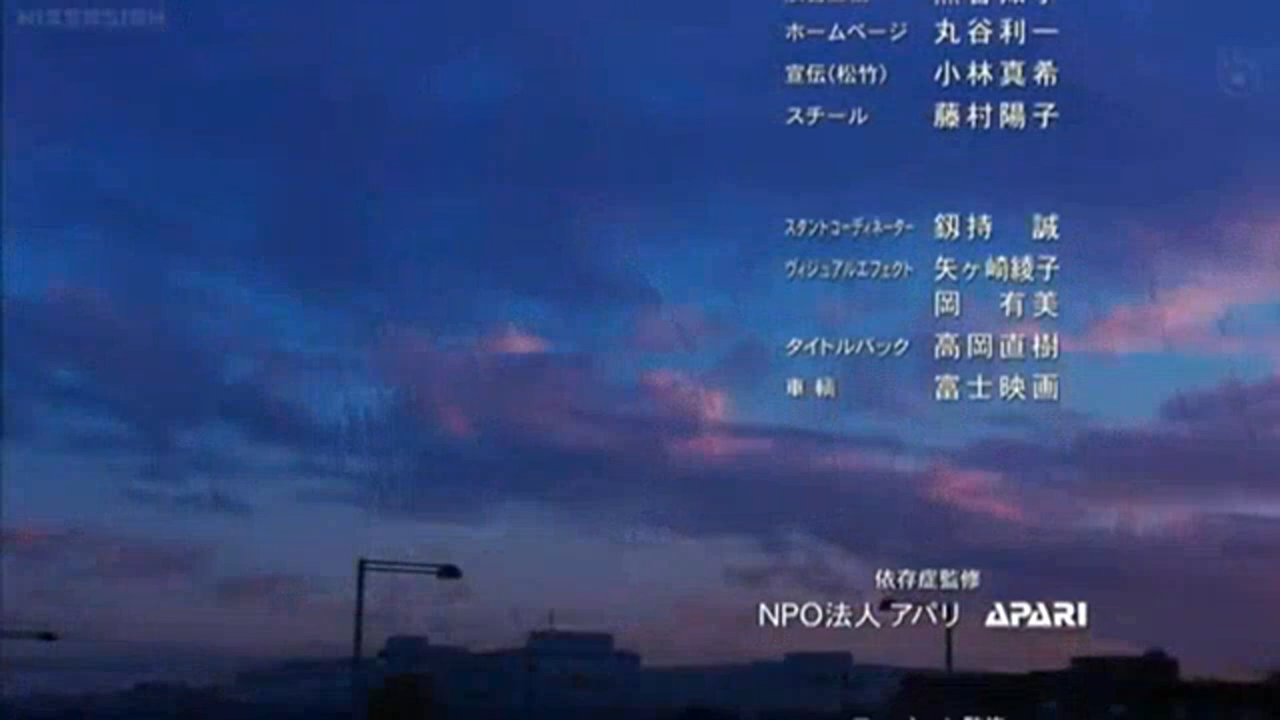 ホームページ 丸谷利一
宣伝(松竹) 小林真希
スチール 藤村陽子
スタントコーディネーター 釼持 誠
ヴィジュアルエフェクト 矢ヶ崎綾子
岡 有美
タイトルバック 高岡直樹
車輌 富士映画
依存症監修
NPO法人アパリ APARI